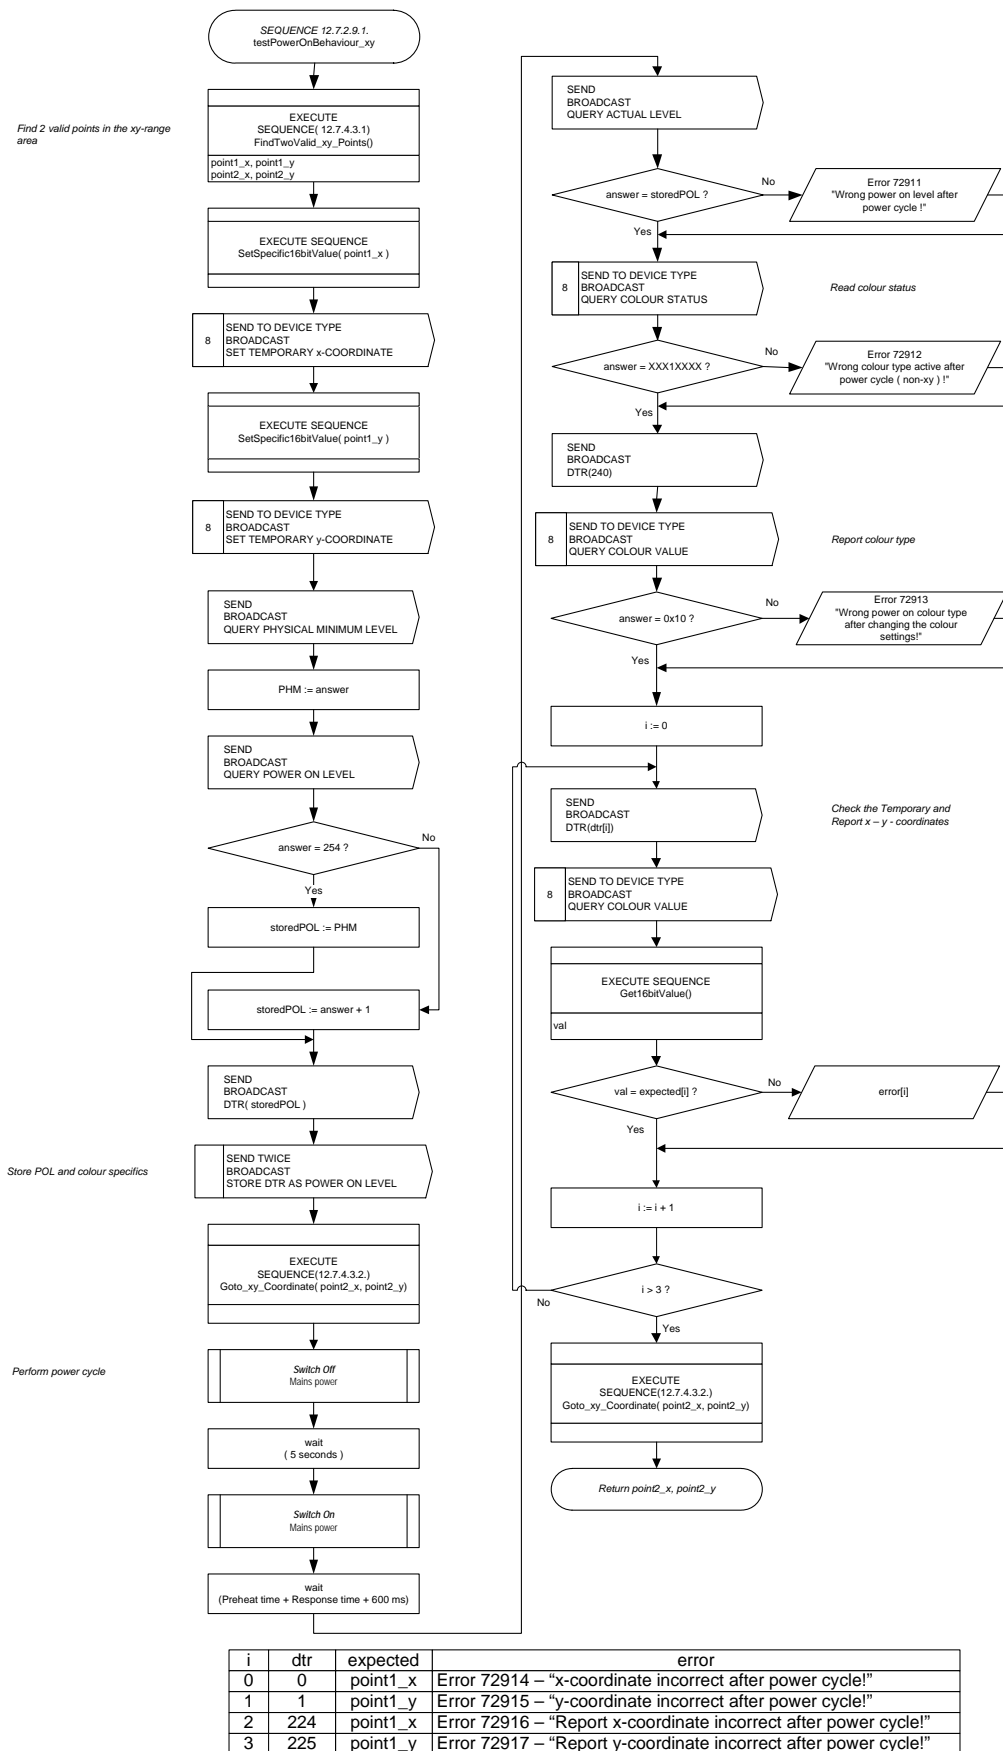 SEQUENCE 12.7.2.9.1.
testPowerOnBehaviour_xy
Find 2 valid points in the xy-range
area
EXECUTE
SEQUENCE( 12.7.4.3.1)
FindTwoValid_xy_Points()
point1_x, point1_y
point2_x, point2_y
EXECUTE SEQUENCE
SetSpecific16bitValue( point1_x )
8
SEND TO DEVICE TYPE
BROADCAST
SET TEMPORARY x-COORDINATE
EXECUTE SEQUENCE
SetSpecific16bitValue( point1_y )
8
SEND TO DEVICE TYPE
BROADCAST
SET TEMPORARY y-COORDINATE
SEND
BROADCAST
QUERY PHYSICAL MINIMUM LEVEL
PHM := answer
SEND
BROADCAST
QUERY POWER ON LEVEL
answer = 254 ?
No
Yes
storedPOL := PHM
storedPOL := answer + 1
SEND
BROADCAST
DTR( storedPOL )
Store POL and colour specifics
SEND TWICE
BROADCAST
STORE DTR AS POWER ON LEVEL
EXECUTE
SEQUENCE(12.7.4.3.2.)
Goto_xy_Coordinate( point2_x, point2_y)
Perform power cycle
Switch Off
Mains power
wait
( 5 seconds )
Switch On
Mains power
wait
(Preheat time + Response time + 600 ms)
SEND
BROADCAST
QUERY ACTUAL LEVEL
answer = storedPOL ?
No
Error 72911
"Wrong power on level after
power cycle !"
Yes
8
SEND TO DEVICE TYPE
BROADCAST
QUERY COLOUR STATUS
Read colour status
answer = XXX1XXXX ?
No
Error 72912
"Wrong colour type active after
power cycle ( non-xy ) !"
Yes
SEND
BROADCAST
DTR(240)
8
SEND TO DEVICE TYPE
BROADCAST
QUERY COLOUR VALUE
Report colour type
answer = 0x10 ?
No
Error 72913
"Wrong power on colour type
after changing the colour
settings!"
Yes
i := 0
SEND
BROADCAST
DTR(dtr[i])
Check the Temporary and
Report x – y - coordinates
8
SEND TO DEVICE TYPE
BROADCAST
QUERY COLOUR VALUE
EXECUTE SEQUENCE
Get16bitValue()
val
val = expected[i] ?
No
error[i]
Yes
i := i + 1
i > 3 ?
No
Yes
EXECUTE
SEQUENCE(12.7.4.3.2.)
Goto_xy_Coordinate( point2_x, point2_y)
Return point2_x, point2_y
i dtr expected error
0 0 point1_x Error 72914 – “x-coordinate incorrect after power cycle!”
1 1 point1_y Error 72915 – “y-coordinate incorrect after power cycle!”
2 224 point1_x Error 72916 – “Report x-coordinate incorrect after power cycle!”
3 225 point1_y Error 72917 – “Report y-coordinate incorrect after power cycle!”